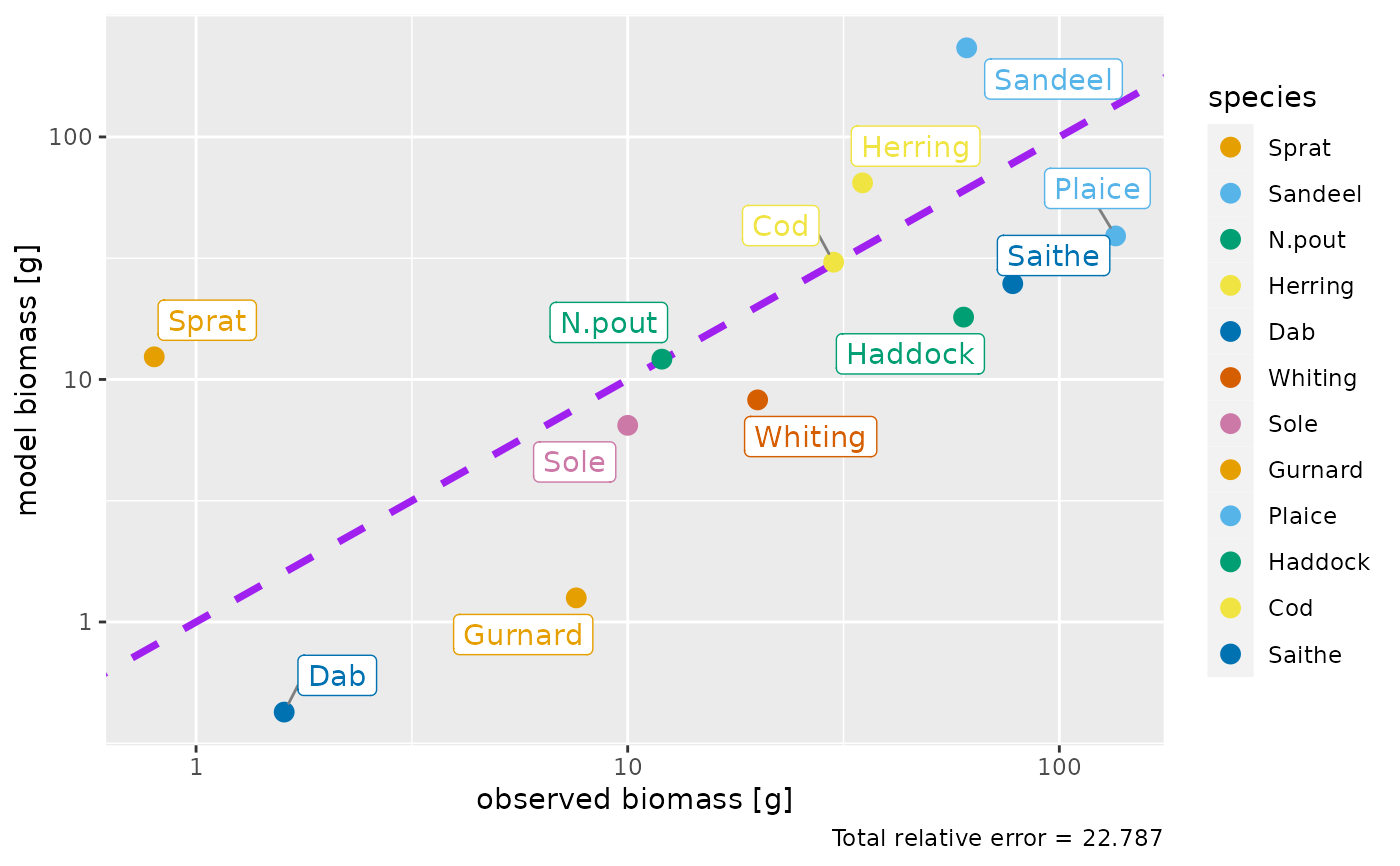 model biomass [g]
100
10
1
Sandeel
Herring
Plaice
Cod
Saithe
Sprat
N.pout
Haddock
Whiting
Sole
Gurnard
Dab
1
10
100
observed biomass [g]
Total relative error = 22.787
species
Sprat
Sandeel
N.pout
Herring
Dab
Whiting
Sole
Gurnard
Plaice
Haddock
Cod
Saithe